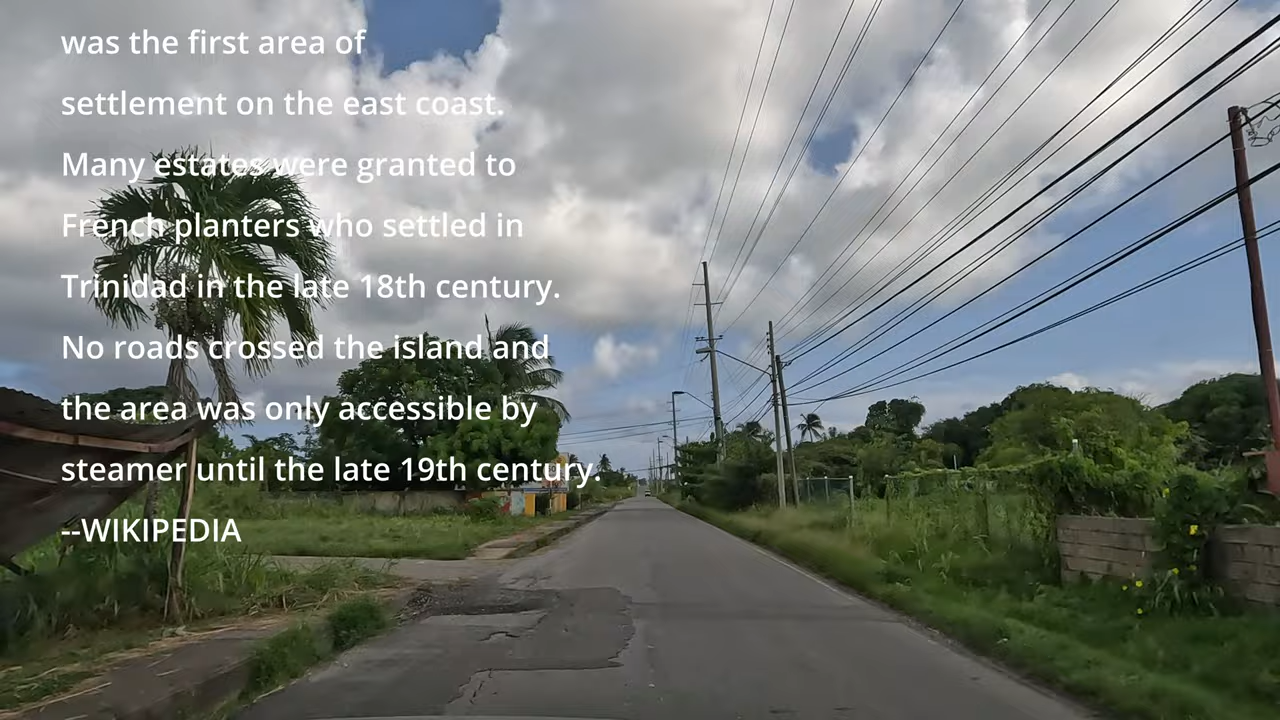 was the first area of
settlement on the east coast.
Many estates were granted to
French planters who settled in
Trinidad in the late 18th century.
No roads crossed the island and
the area was only accessible by
steamer until the late 19th century.
--WIKIPEDIA